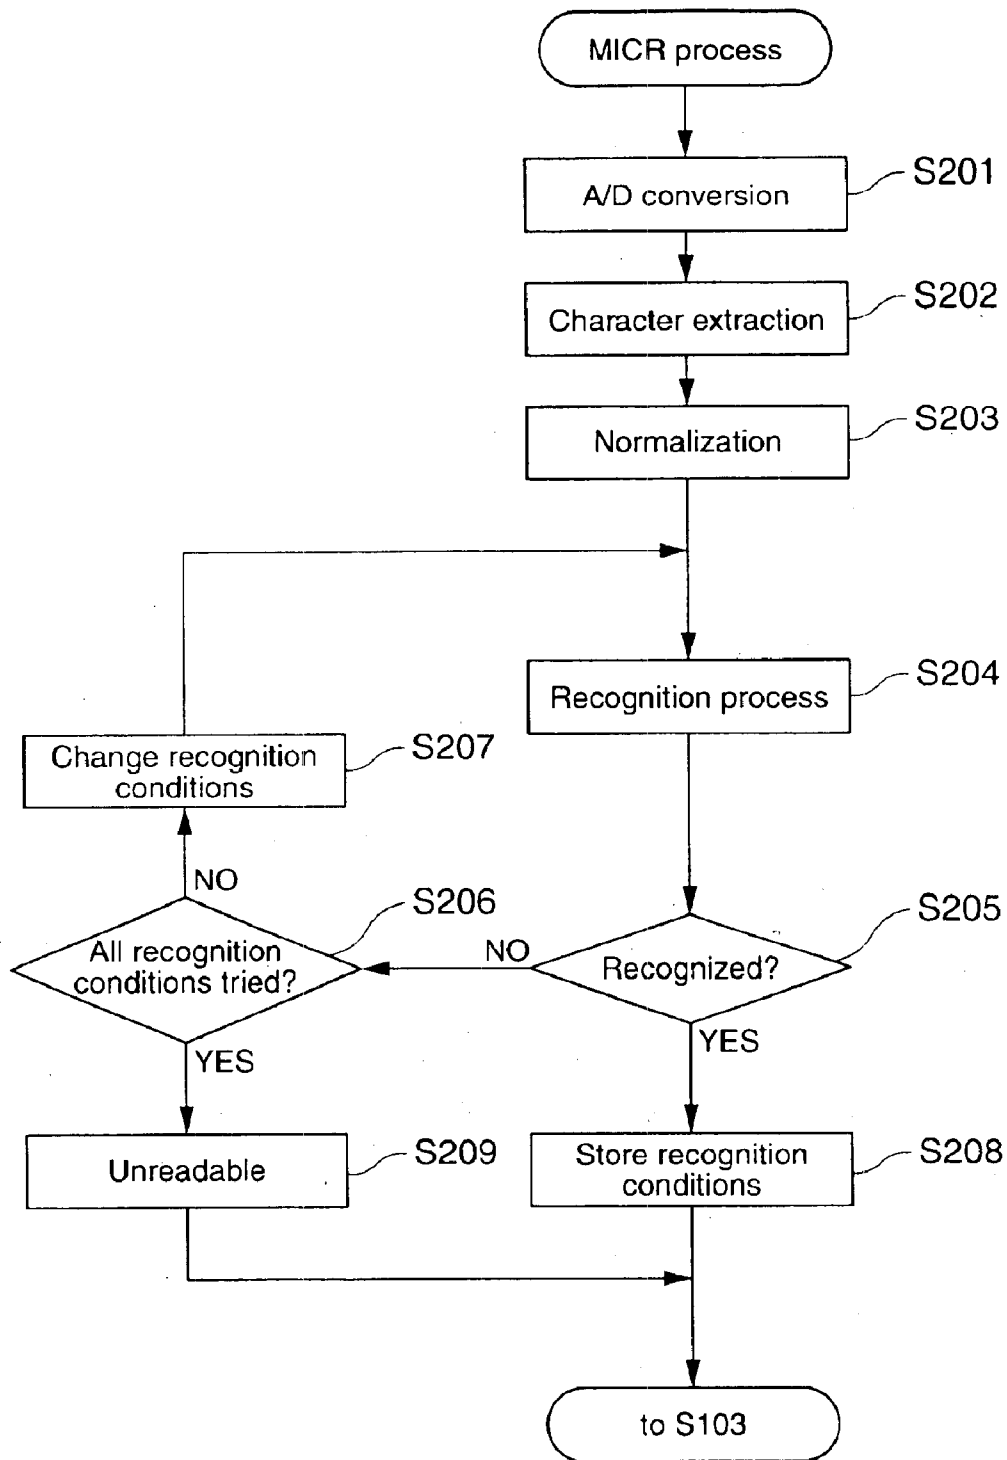 MICR process
A/D conversion
S201
Character extraction
S202
Normalization
S203
Recognition process
S204
Change recognition
conditions
S207
NO
All recognition
conditions tried?
S206
NO
Recognized?
S205
YES
YES
Unreadable
S209
Store recognition
conditions
S208
to S103